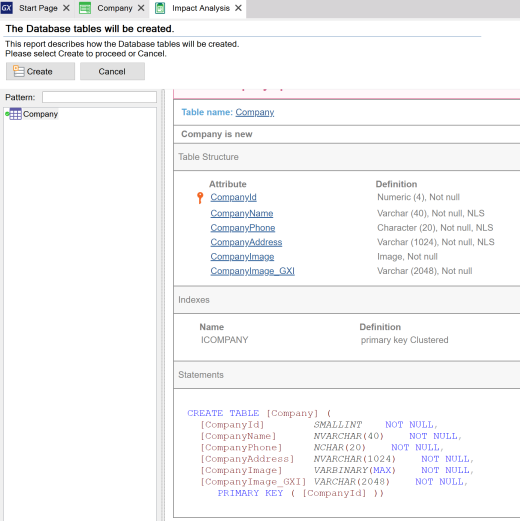 GX Start Page X Company X Impact Analysis X
The Database tables will be created.
This report describes how the Database tables will be created.
Please select Create to proceed or Cancel.
Create Cancel
Pattern:
Company
Table name: Company
Company is new
Table Structure
Attribute Definition
CompanyId Numeric (4), Not null
CompanyName Varchar (40), Not null, NLS
CompanyPhone Character (20), Not null, NLS
CompanyAddress Varchar (1024), Not null, NLS
CompanyImage Image, Not null
CompanyImage_GXI Varchar (2048), Not null
Indexes
Name Definition
ICOMPANY primary key Clustered
Statements
CREATE TABLE [Company] (
[CompanyId] SMALLINT NOT NULL,
[CompanyName] NVARCHAR(40) NOT NULL,
[CompanyPhone] NCHAR(20) NOT NULL,
[CompanyAddress] NVARCHAR(1024) NOT NULL,
[CompanyImage] VARBINARY(MAX) NOT NULL,
[CompanyImage_GXI] VARCHAR(2048) NOT NULL,
PRIMARY KEY ( [CompanyId] ))